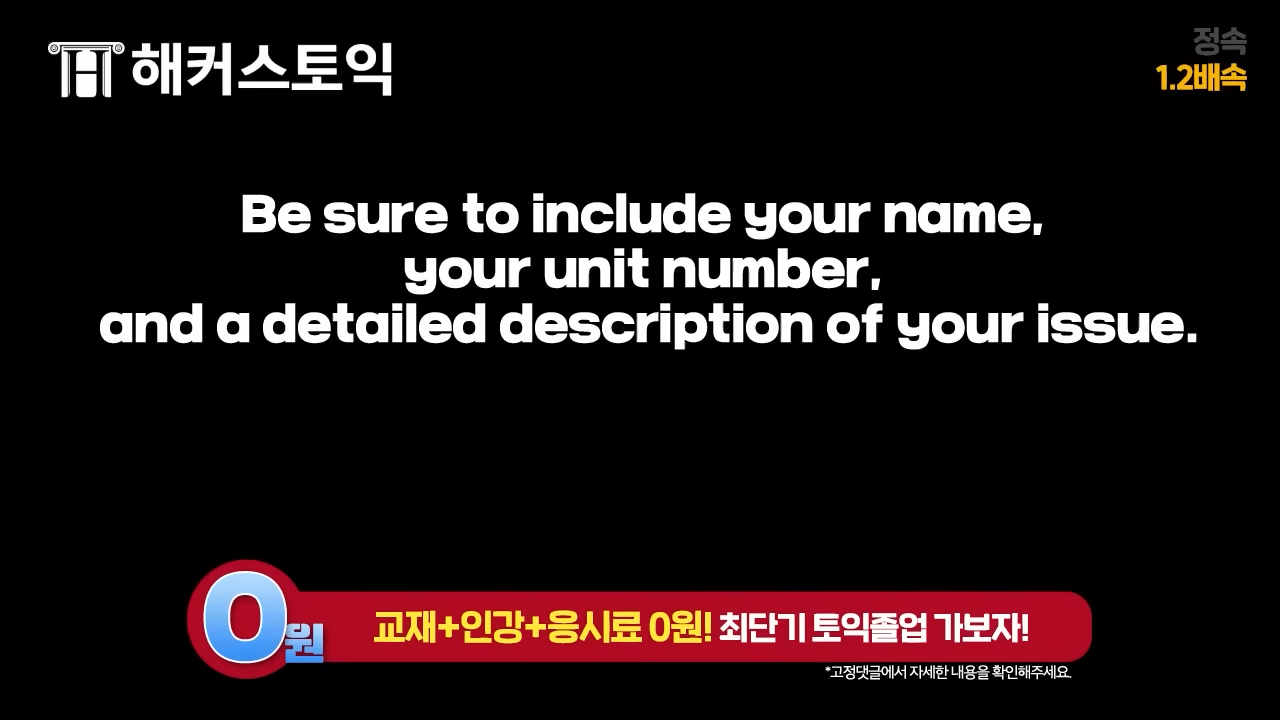 해커스토익
정속
1.2배속
Be sure to include your name,
your unit number,
and a detailed description of your issue.
0원
교재+인강+응시료 0원! 최단기 토익졸업 가보자!
*고정댓글에서 자세한 내용을 확인해주세요.